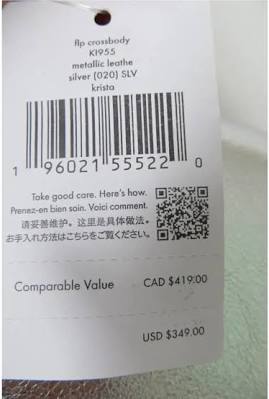 flp crossbody
KI955
metallic leathe
silver (020) SLV
krista
1 96021 55522 0
Take good care. Here's how.
Prenez-en bien soin. Voici comment.
请妥善维护。这里是具体做法。
お手入れ方法はこちらをご覧ください。
Comparable Value CAD $419.00
USD $349.00